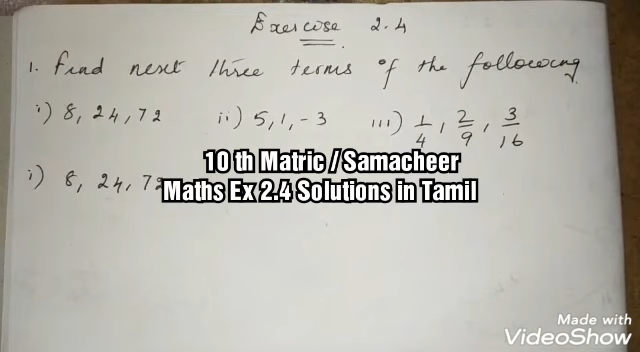 Exercise 2.4
1. Find next three terms of the following
i) 8, 24, 72 ii) 5, 1, -3 iii) 1/4, 2/9, 3/16
i) 8, 24, 72
10 th Matric / Samacheer
Maths Ex 2.4 Solutions in Tamil
Made with
VideoShow